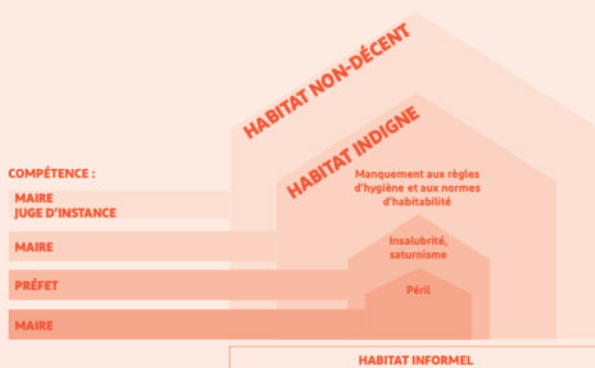 HABITAT NON-DÉCENT
HABITAT INDIGNE
COMPÉTENCE :
MAIRE
JUGE D'INSTANCE
Manquement aux règles
d'hygiène et aux normes
d'habitabilité
MAIRE
Insalubrité,
saturnisme
PRÉFET
Péril
MAIRE
HABITAT INFORMEL